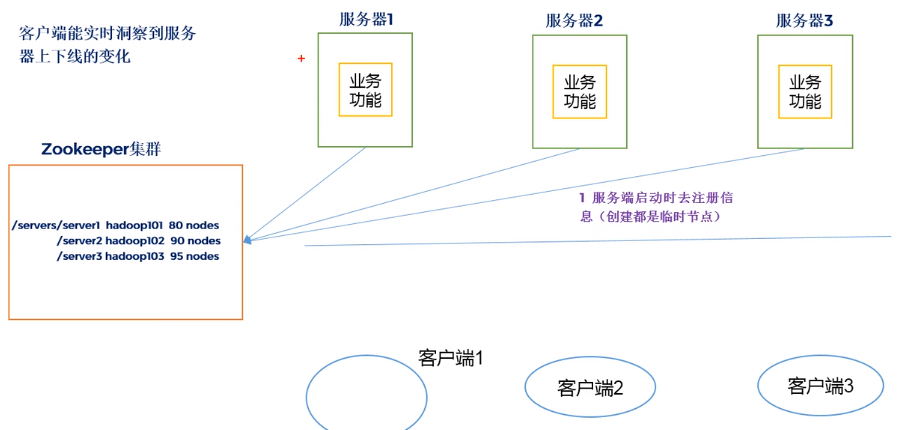 客户端能实时洞察到服务
器上下线的变化
服务器1
服务器2
服务器3
业务
功能
业务
功能
业务
功能
Zookeeper集群
/servers/server1 hadoop101 80 nodes
/server2 hadoop102 90 nodes
/server3 hadoop103 95 nodes
1 服务端启动时去注册信
息（创建都是临时节点）
客户端1
客户端2
客户端3